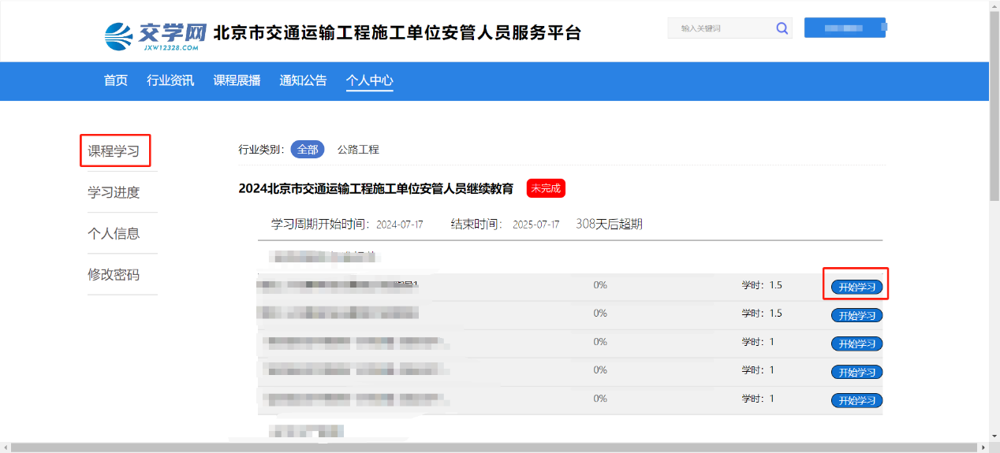 交学网 北京市交通运输工程施工单位安管人员服务平台
JXW12328.COM
输入关键词
首页 行业资讯 课程展播 通知公告 个人中心
课程学习
学习进度
个人信息
修改密码
行业类别: 全部 公路工程
2024北京市交通运输工程施工单位安管人员继续教育 未完成
学习周期开始时间: 2024-07-17 结束时间: 2025-07-17 308天后超期
0% 学时: 1.5 开始学习
0% 学时: 1.5 开始学习
0% 学时: 1 开始学习
0% 学时: 1 开始学习
0% 学时: 1 开始学习